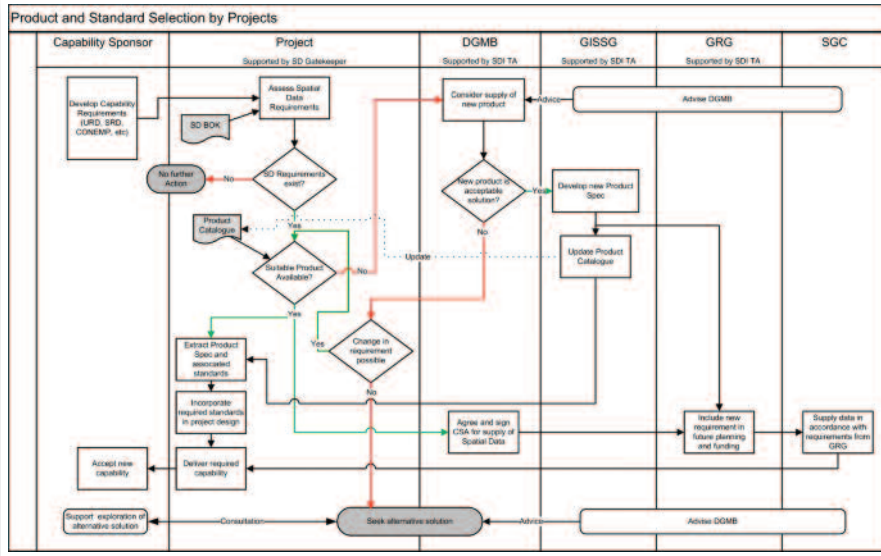 Product and Standard Selection by Projects
Capability Sponsor
Project
Supported by SD Gatekeeper
DGMB
Supported by SDI TA
GISSG
Supported by SDI TA
GRG
Supported by SDI TA
SGC
Develop Capability
Requirements
(URD, SRD,
CONEMP, etc)
Assess Spatial
Data
Requirements
SD BOK
Consider supply of
new product
Advice
Advise DGMB
No further
Action
No
SD Requirements
exist?
New product is
acceptable
solution?
Yes
Develop new Product
Spec
Yes
No
Product
Catalogue
Update
Update Product
Catalogue
Suitable Product
Available?
No
Yes
Extract Product
Spec and
associated
standards
Yes
Change in
requirement
possible
No
Incorporate
required standards
in project design
Agree and sign
CSA for supply of
Spatial Data
Include new
requirement in
future planning
and funding
Supply data in
accordance with
requirements from
GRG
Accept new
capability
Deliver required
capability
Support exploration of
alternative solution
Consultation
Seek alternative solution
Advice
Advise DGMB